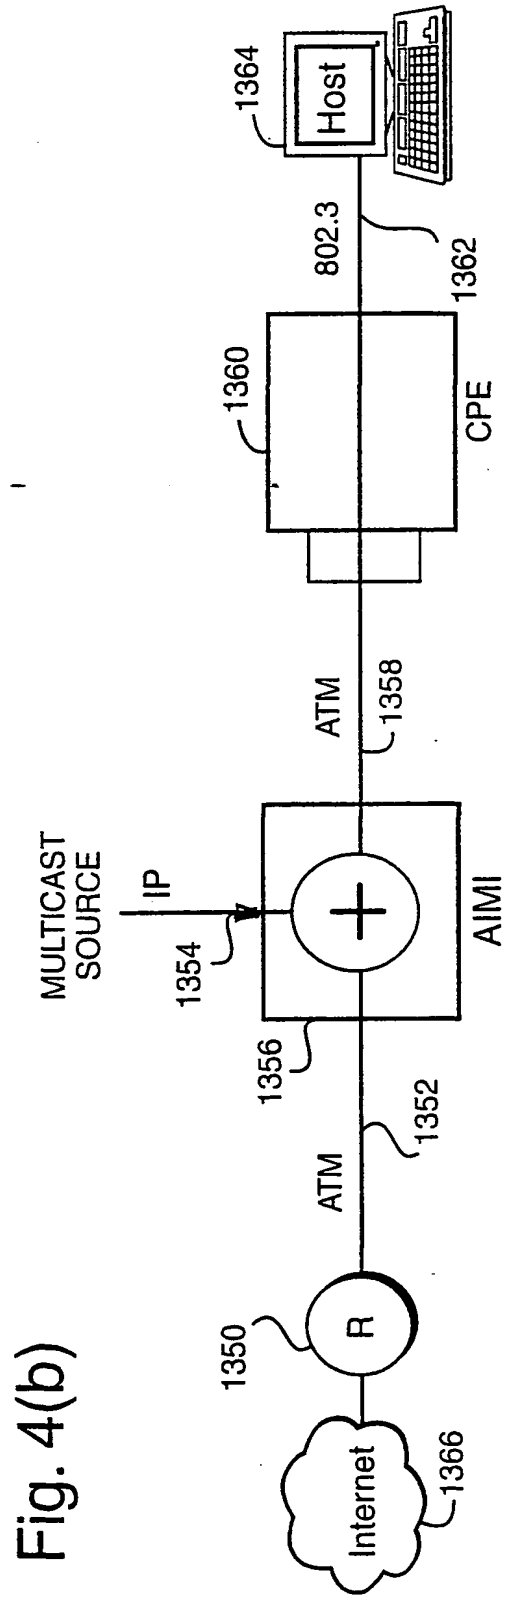 Fig. 4(b)
MULTICAST
SOURCE
IP
1354
1356
1350
R
Internet
1366
ATM
1352
AIMI
ATM
1358
1360
CPE
802.3
1362
1364
Host